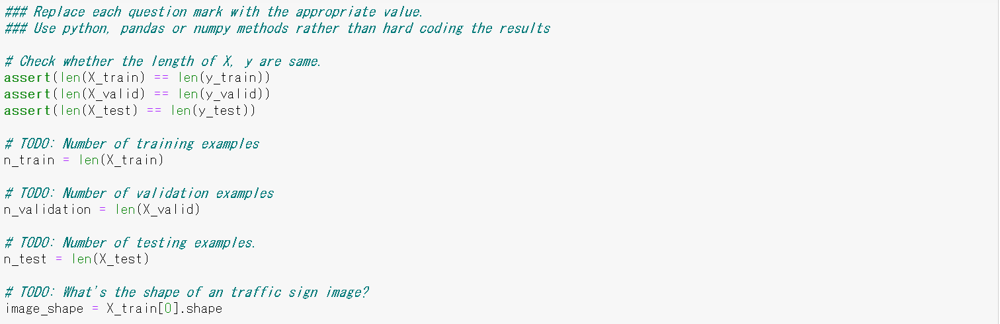 ### Replace each question mark with the appropriate value.
### Use python, pandas or numpy methods rather than hard coding the results
# Check whether the length of X, y are same.
assert(len(X_train) == len(y_train))
assert(len(X_valid) == len(y_valid))
assert(len(X_test) == len(y_test))
# TODO: Number of training examples
n_train = len(X_train)
# TODO: Number of validation examples
n_validation = len(X_valid)
# TODO: Number of testing examples.
n_test = len(X_test)
# TODO: What's the shape of an traffic sign image?
image_shape = X_train[0].shape